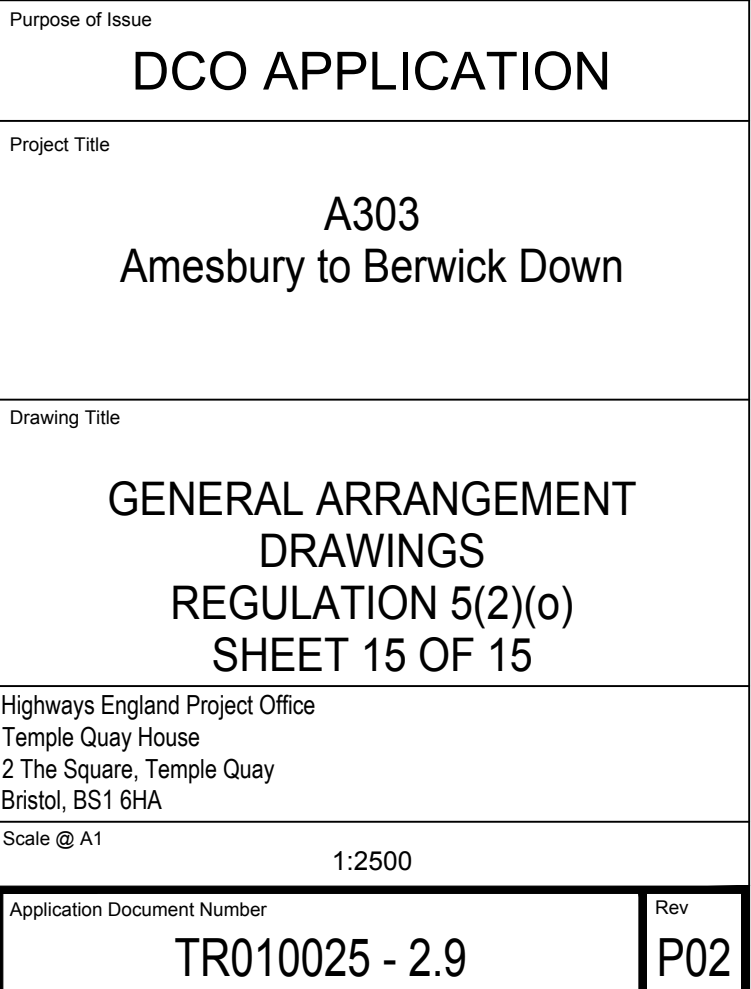 Purpose of Issue
DCO APPLICATION
Project Title
A303
Amesbury to Berwick Down
Drawing Title
GENERAL ARRANGEMENT
DRAWINGS
REGULATION 5(2)(o)
SHEET 15 OF 15
Highways England Project Office
Temple Quay House
2 The Square, Temple Quay
Bristol, BS1 6HA
Scale @ A1
1:2500
Application Document Number
TR010025 - 2.9
Rev
P02